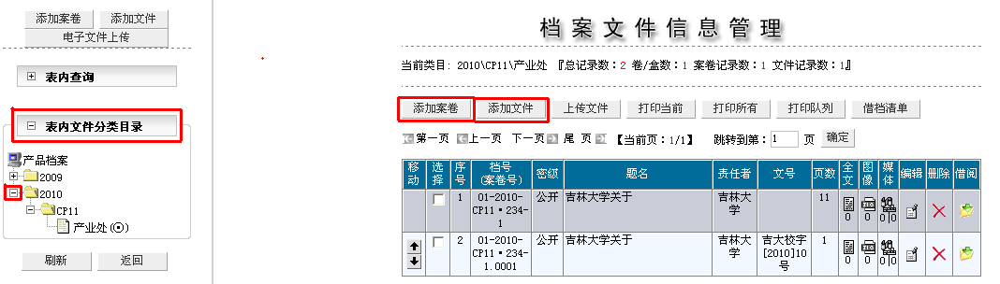 添加案卷 添加文件
电子文件上传
表内查询
表内文件分类目录
产品档案
2009
2010
CP11
产业处(⊙)
刷新 返回
档案文件信息管理
当前类目: 2010\CP11\产业处 『总记录数:2 卷/盒数:1 案卷记录数:1 文件记录数:1』
添加案卷 添加文件 上传文件 打印当前 打印所有 打印队列 借档清单
第一页 上一页 下一页 尾 页 【当前页:1/1】 跳转到第: 1 页 确定
移动 选择 序号 档号(案卷号) 密级 题名 责任者 文号 页数 全文 图像 媒体 编辑 删除 借阅
1 01-2010-CP11·234-1 公开 吉林大学关于 吉林大学 11 0 0 0|0
2 01-2010-CP11·234-1.0001 公开 吉林大学关于 吉林大学 吉大校字[2010]10号 1 0 0 0|0